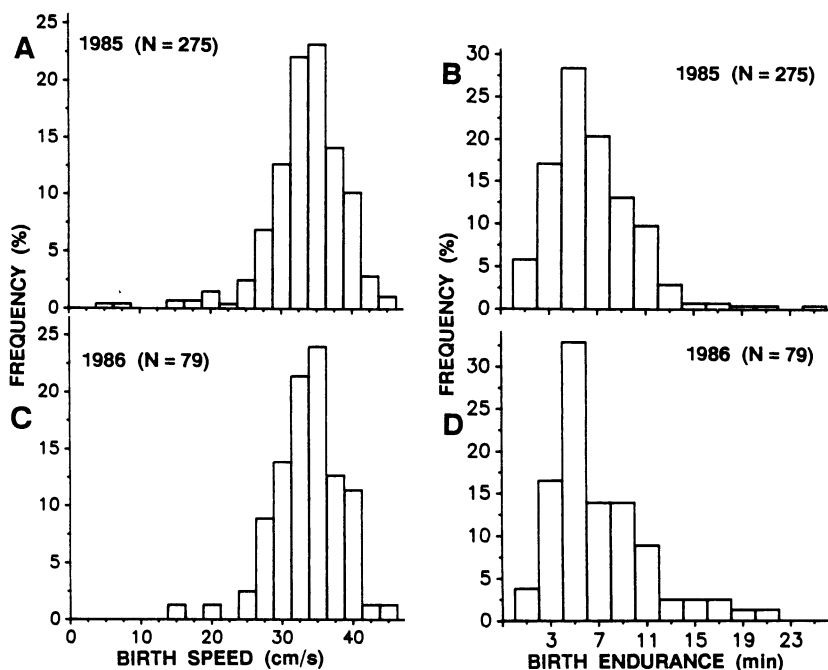 A
1985 (N = 275)
25
20
15
10
5
0
B
1985 (N = 275)
30
25
20
15
10
5
0
FREQUENCY (%)
FREQUENCY (%)
C
1986 (N = 79)
25
20
15
10
5
0
0 10 20 30 40
BIRTH SPEED (cm/s)
D
1986 (N = 79)
30
25
20
15
10
5
0
3 7 11 15 19 23
BIRTH ENDURANCE (min)